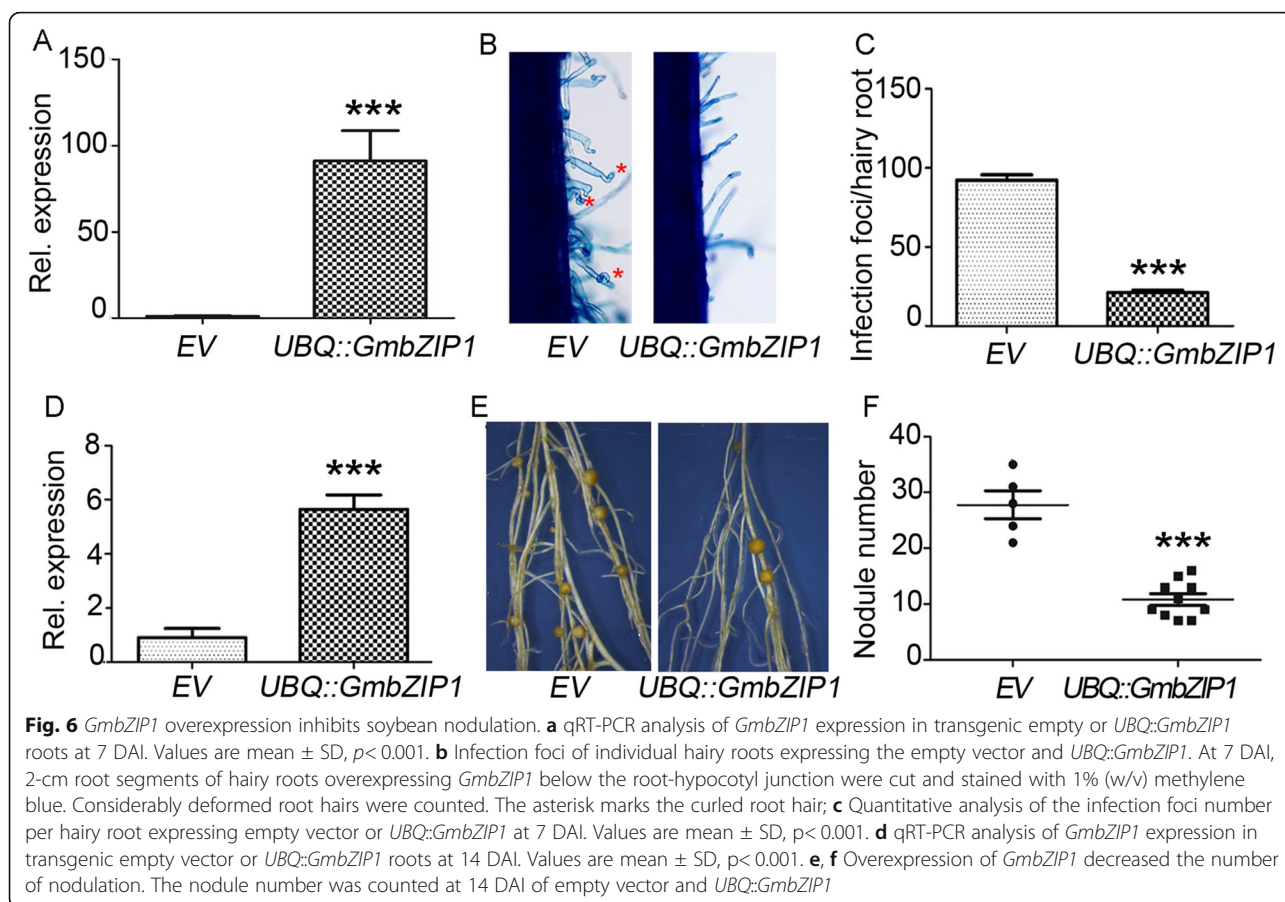 A
Rel. expression
150
100
50
0
***
EV UBQ::GmbZIP1
B
*
*
*
EV UBQ::GmbZIP1
C
Infection foci/hairy root
150
100
50
0
***
EV UBQ::GmbZIP1
D
Rel. expression
8
6
4
2
0
***
EV UBQ::GmbZIP1
E
EV UBQ::GmbZIP1
F
Nodule number
40
30
20
10
0
***
EV UBQ::GmbZIP1
Fig. 6 GmbZIP1 overexpression inhibits soybean nodulation. a qRT-PCR analysis of GmbZIP1 expression in transgenic empty or UBQ::GmbZIP1
roots at 7 DAI. Values are mean ± SD, p< 0.001. b Infection foci of individual hairy roots expressing the empty vector and UBQ::GmbZIP1. At 7 DAI,
2-cm root segments of hairy roots overexpressing GmbZIP1 below the root-hypocotyl junction were cut and stained with 1% (w/v) methylene
blue. Considerably deformed root hairs were counted. The asterisk marks the curled root hair; c Quantitative analysis of the infection foci number
per hairy root expressing empty vector or UBQ::GmbZIP1 at 7 DAI. Values are mean ± SD, p< 0.001. d qRT-PCR analysis of GmbZIP1 expression in
transgenic empty vector or UBQ::GmbZIP1 roots at 14 DAI. Values are mean ± SD, p< 0.001. e, f Overexpression of GmbZIP1 decreased the number
of nodulation. The nodule number was counted at 14 DAI of empty vector and UBQ::GmbZIP1